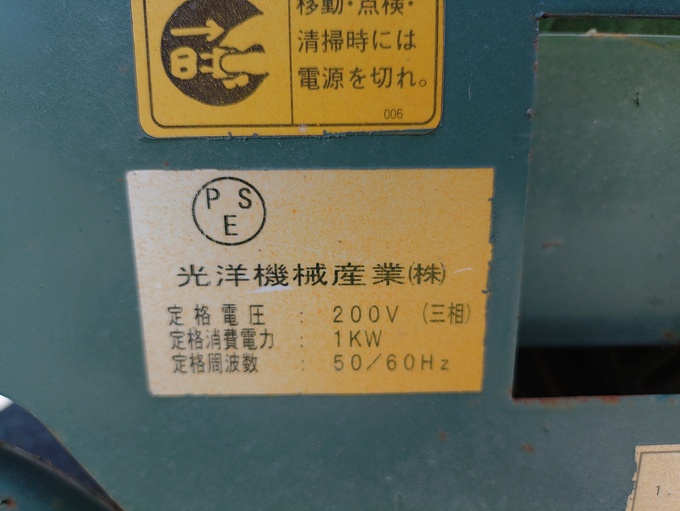 移動・点検・
清掃時には
電源を切れ。
006
P S
E
光洋機械産業(株)
定格電圧 : 200V (三相)
定格消費電力 : 1KW
定格周波数 : 50/60Hz
1.